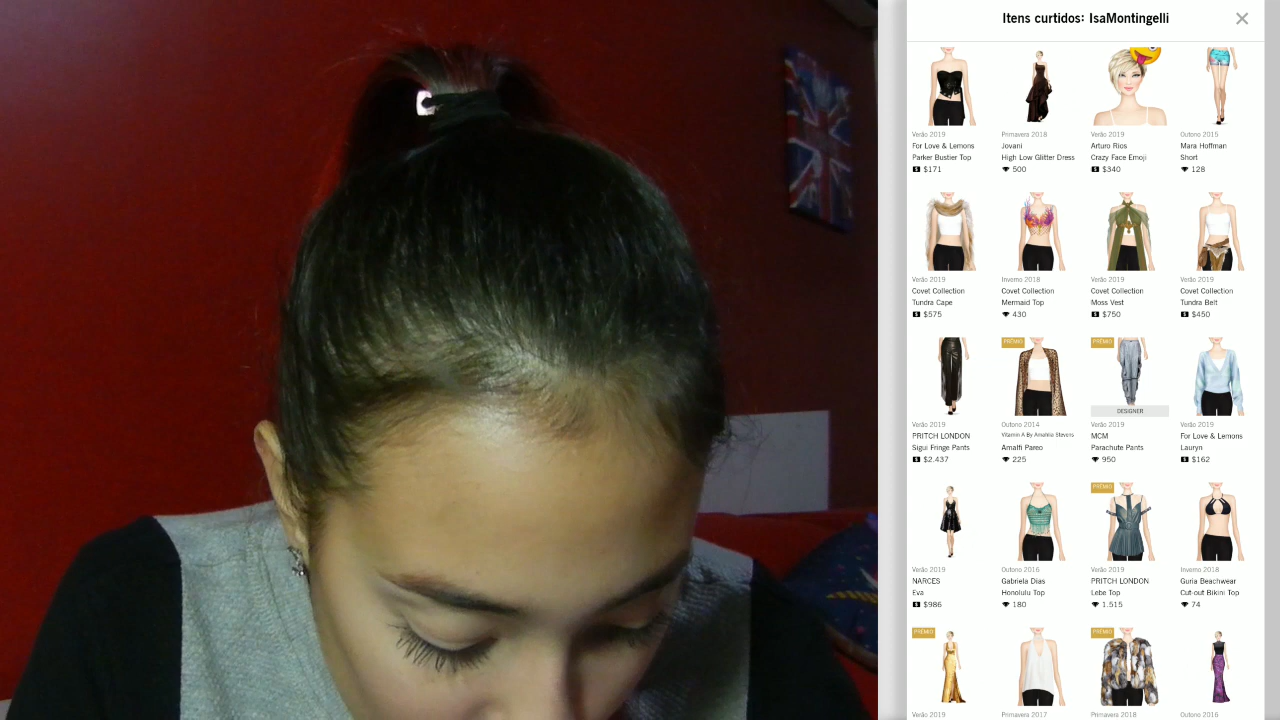 Itens curtidos: IsaMontingelli
Verão 2019
For Love & Lemons
Parker Bustier Top
$171
Primavera 2018
Jovani
High Low Glitter Dress
500
Verão 2019
Arturo Rios
Crazy Face Emoji
$340
Outono 2015
Mara Hoffman
Short
128
Verão 2019
Covet Collection
Tundra Cape
$575
Inverno 2018
Covet Collection
Mermaid Top
430
Verão 2019
Covet Collection
Moss Vest
$750
Verão 2019
Covet Collection
Tundra Belt
$450
Verão 2019
PRITCH LONDON
Sigui Fringe Pants
$2.437
PRÊMIO
Outono 2014
Vitamin A By Amahlia Stevens
Amalfi Pareo
225
PRÊMIO
DESIGNER
Verão 2019
MCM
Parachute Pants
950
Verão 2019
For Love & Lemons
Lauryn
$162
Verão 2019
NARCES
Eva
$986
Outono 2016
Gabriela Dias
Honolulu Top
180
PRÊMIO
Verão 2019
PRITCH LONDON
Lebe Top
1.515
Inverno 2018
Guria Beachwear
Cut-out Bikini Top
74
PRÊMIO
Verão 2019
Primavera 2017
PRÊMIO
Primavera 2018
Outono 2016